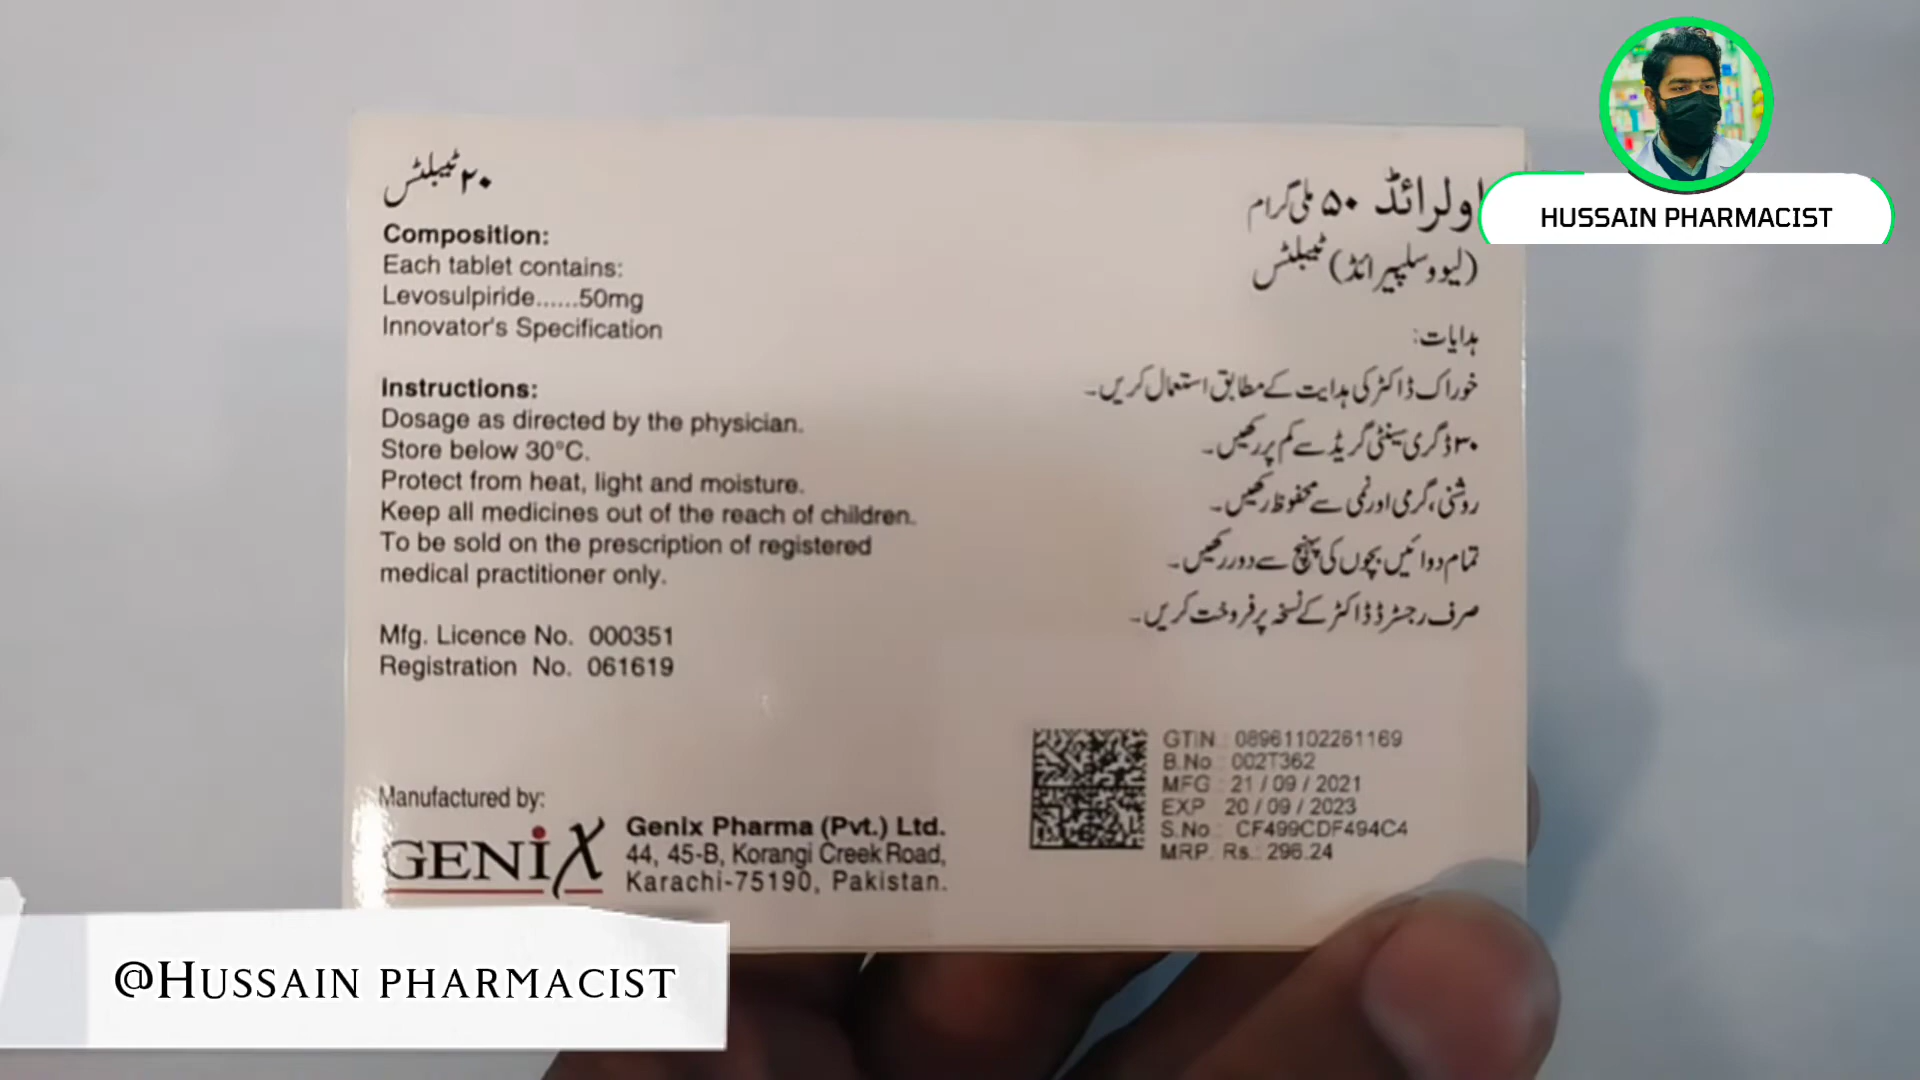 HUSSAIN PHARMACIST
۲۰ ٹیبلٹس
Composition:
Each tablet contains:
Levosulpiride......50mg
Innovator's Specification
Instructions:
Dosage as directed by the physician.
Store below 30°C.
Protect from heat, light and moisture.
Keep all medicines out of the reach of children.
To be sold on the prescription of registered
medical practitioner only.
Mfg. Licence No. 000351
Registration No. 061619
Manufactured by:
GENIX
Genix Pharma (Pvt.) Ltd.
44, 45-B, Korangi Creek Road,
Karachi-75190, Pakistan.
اولرائڈ ۵۰ ملی گرام
(لیووسلپیرائڈ) ٹیبلٹس
ہدایات:
خوراک ڈاکٹر کی ہدایت کے مطابق استعمال کریں۔
۳۰ ڈگری سینٹی گریڈ سے کم پر رکھیں۔
روشنی، گرمی اور نمی سے محفوظ رکھیں۔
تمام دوائیں بچوں کی پہنچ سے دور رکھیں۔
صرف رجسٹرڈ ڈاکٹر کے نسخہ پر فروخت کریں۔
GTIN : 08961102261169
B.No : 002T362
MFG : 21 / 09 / 2021
EXP 20 / 09 / 2023
S.No : CF499CDF494C4
MRP. Rs.: 296.24
@HUSSAIN PHARMACIST